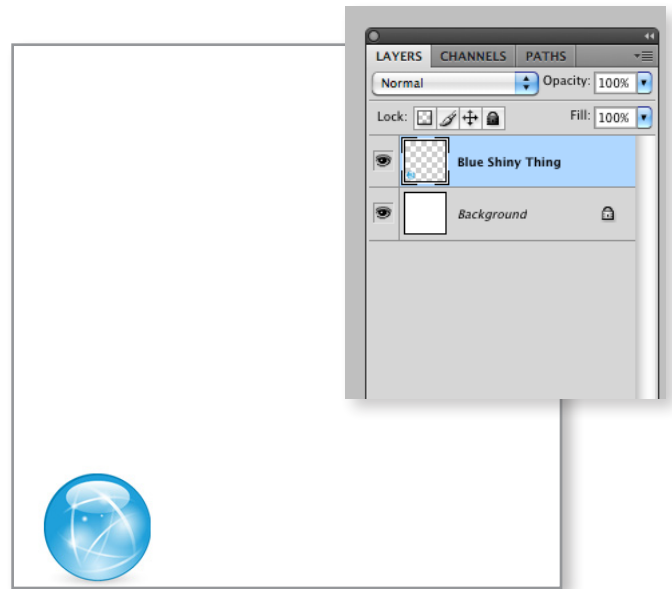 LAYERS CHANNELS PATHS
Normal Opacity: 100%
Lock: Fill: 100%
Blue Shiny Thing
Background